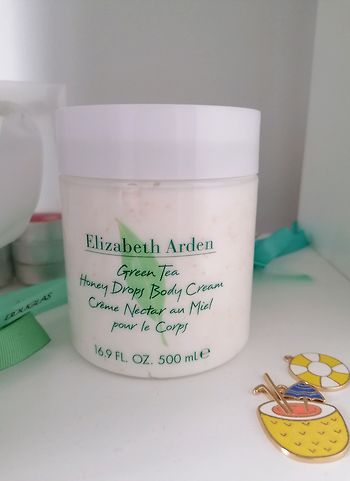 Elizabeth Arden
Green Tea
Honey Drops Body Cream
Crème Nectar au Miel
pour le Corps
16.9 FL. OZ. 500 mL℮
DOUGLAS